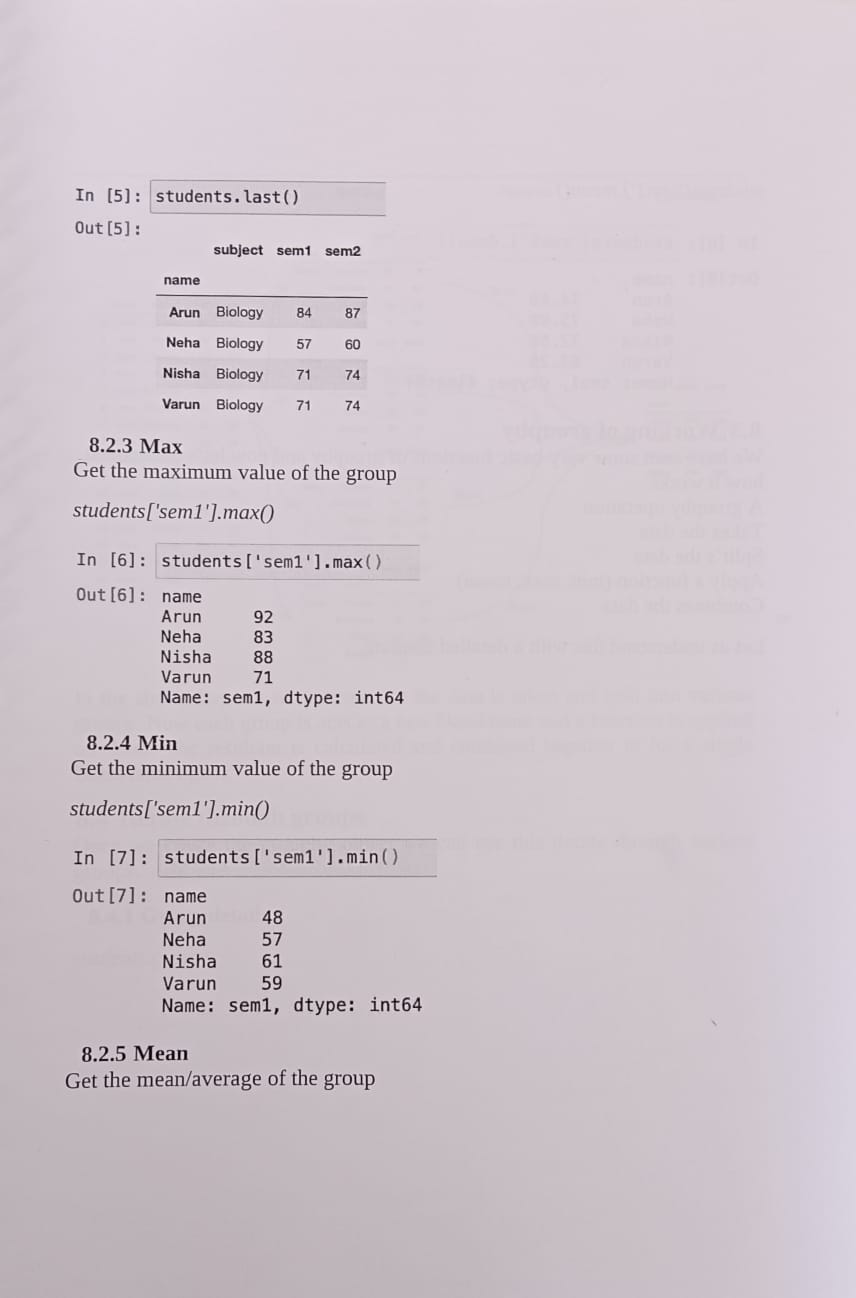 In [5]: students.last()
Out[5]:
subject sem1 sem2
name
Arun Biology 84 87
Neha Biology 57 60
Nisha Biology 71 74
Varun Biology 71 74
8.2.3 Max
Get the maximum value of the group
students['sem1'].max()
In [6]: students['sem1'].max()
Out[6]: name
Arun 92
Neha 83
Nisha 88
Varun 71
Name: sem1, dtype: int64
8.2.4 Min
Get the minimum value of the group
students['sem1'].min()
In [7]: students['sem1'].min()
Out[7]: name
Arun 48
Neha 57
Nisha 61
Varun 59
Name: sem1, dtype: int64
8.2.5 Mean
Get the mean/average of the group